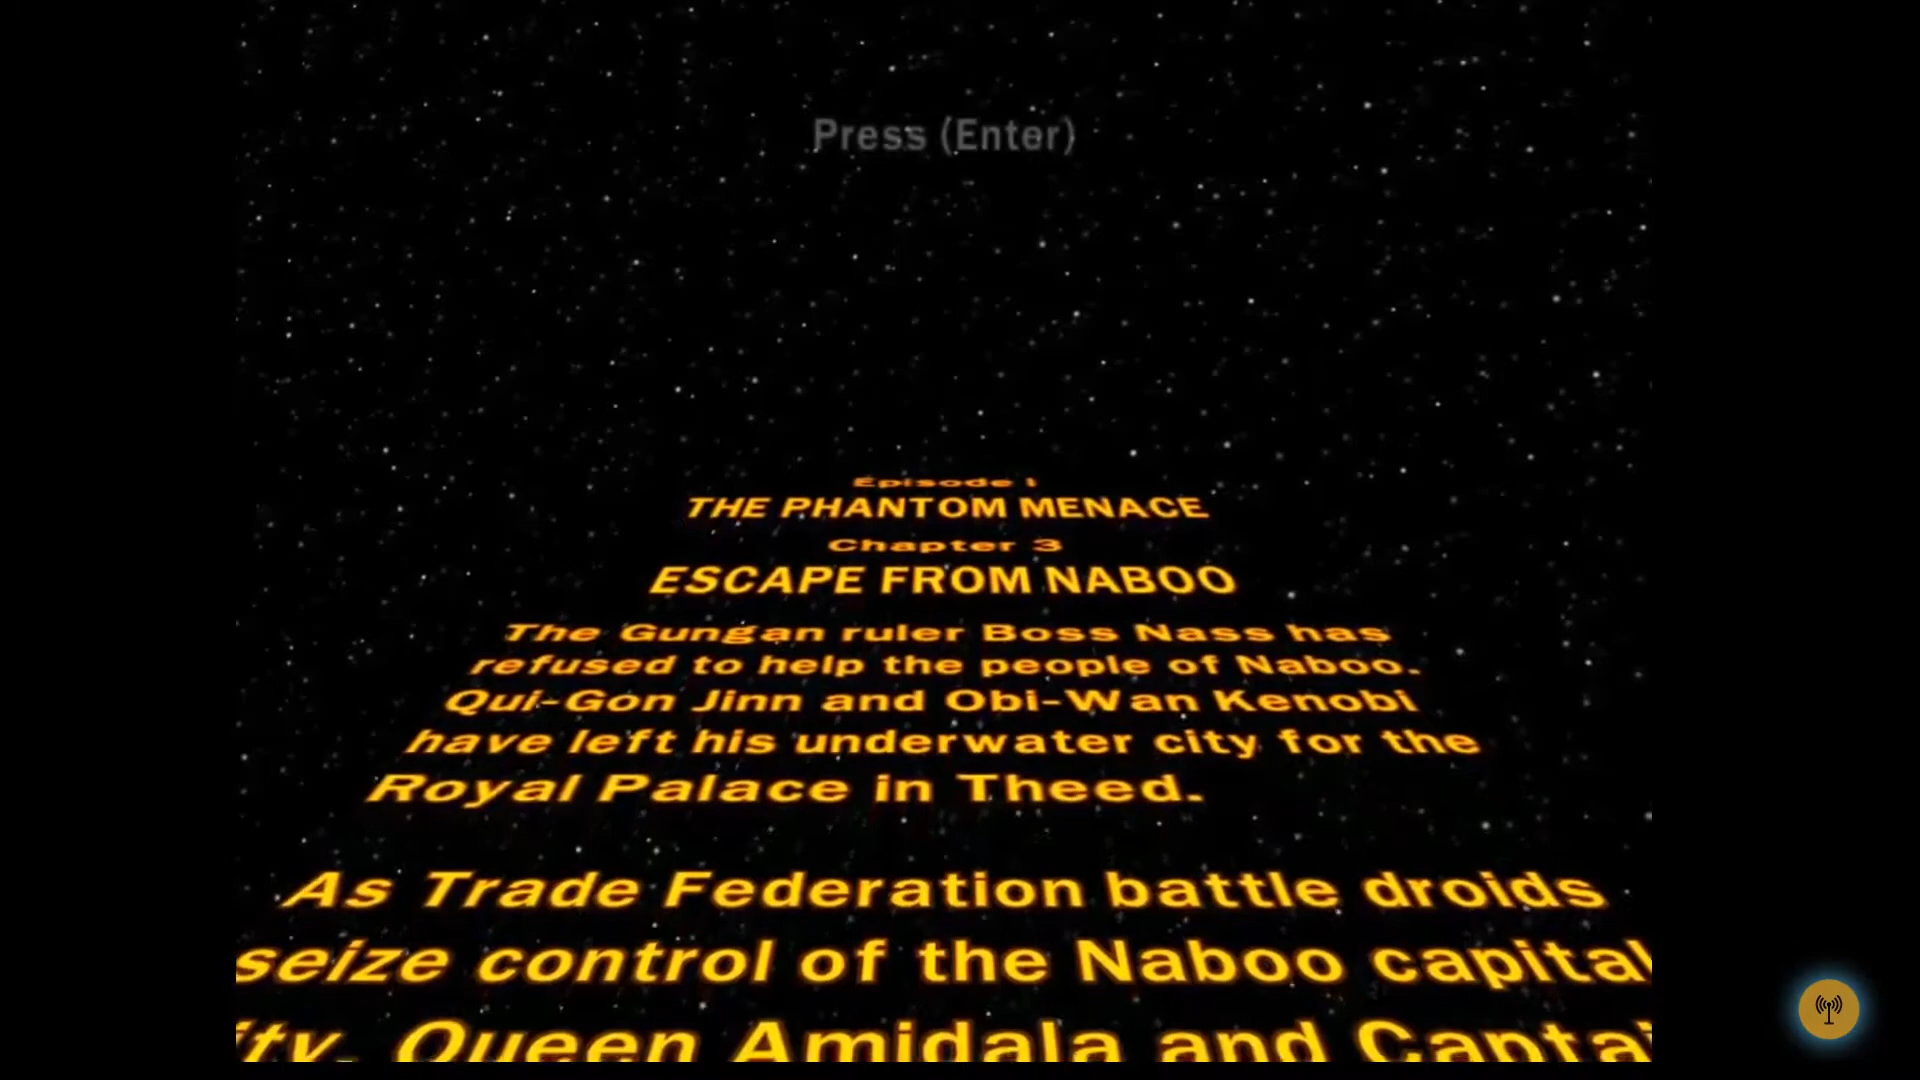 Press (Enter)
Episode I
THE PHANTOM MENACE
Chapter 3
ESCAPE FROM NABOO
The Gungan ruler Boss Nass has
refused to help the people of Naboo.
Qui-Gon Jinn and Obi-Wan Kenobi
have left his underwater city for the
Royal Palace in Theed.
As Trade Federation battle droids
seize control of the Naboo capital
ity. Queen Amidala and Captai